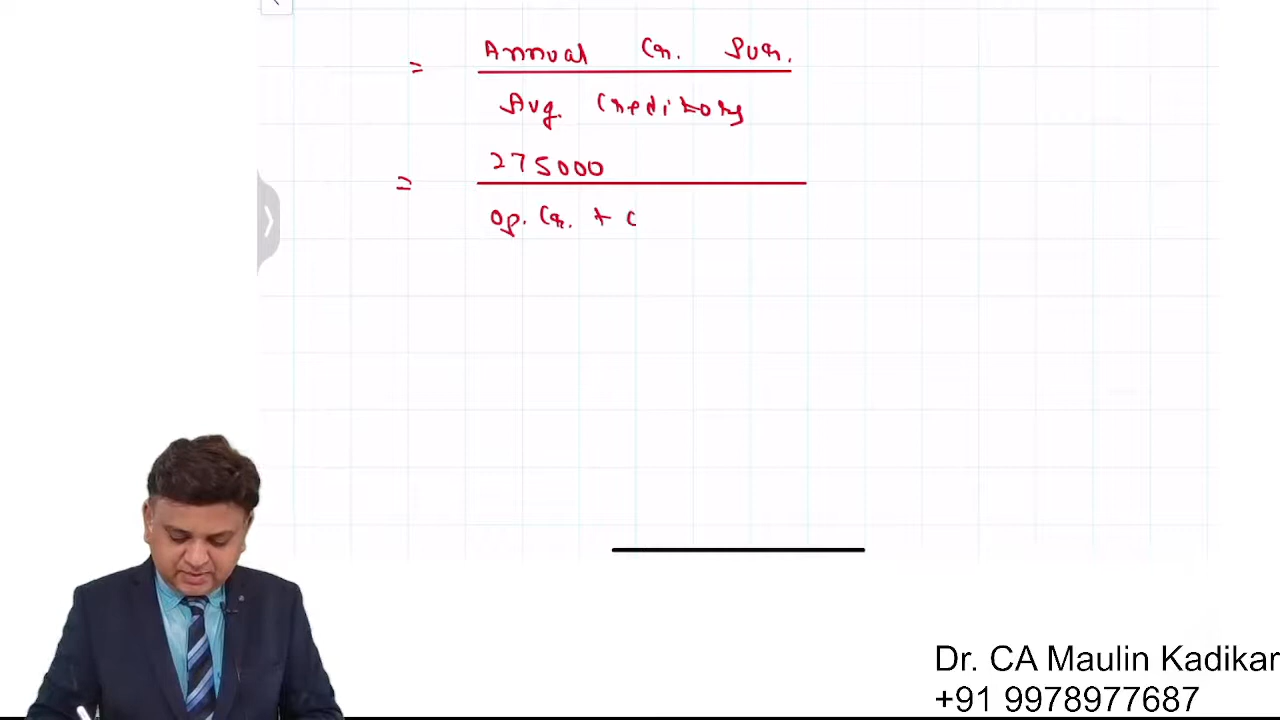 = Annual Cr. Pur.
Avg. Creditors
= 275000
Op. Cr. + C
Dr. CA Maulin Kadikar
+91 9978977687